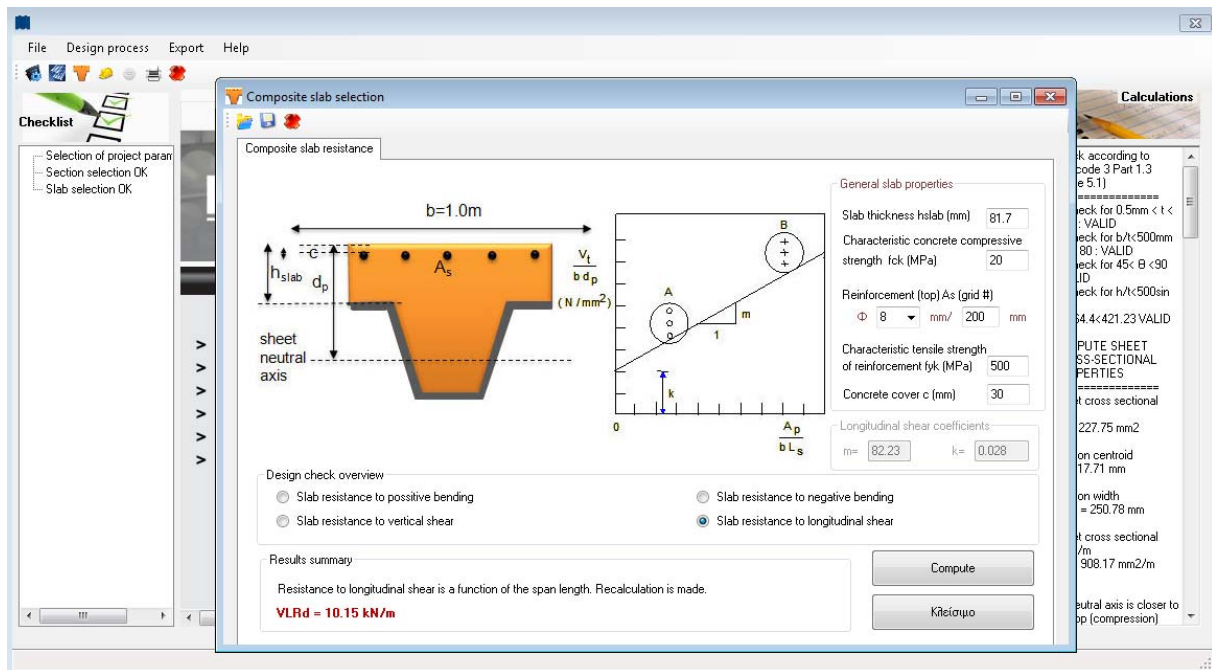 File Design process Export Help
Checklist
Selection of project param
Section selection OK
Slab selection OK
Composite slab selection
Composite slab resistance
b=1.0m
c
h slab
d p
A s
sheet
neutral
axis
V t
b d p
(N/mm2)
A
B
m
1
k
0
A p
b L s
General slab properties
Slab thickness hslab (mm) 81.7
Characteristic concrete compressive
strength fck (MPa) 20
Reinforcement (top) As (grid #)
Φ 8 mm/ 200 mm
Characteristic tensile strength
of reinforcement fyk (MPa) 500
Concrete cover c (mm) 30
Longitudinal shear coefficients
m= 82.23 k= 0.028
Design check overview
Slab resistance to possitive bending
Slab resistance to negative bending
Slab resistance to vertical shear
Slab resistance to longitudinal shear
Results summary
Resistance to longitudinal shear is a function of the span length. Recalculation is made.
VLRd = 10.15 kN/m
Compute
Κλείσιμο
Calculations
k according to
code 3 Part 1.3
e 5.1)
==============
eck for 0.5mm < t <
: VALID
eck for b/t<500mm
80 : VALID
eck for 45< θ <90
LID
eck for h/t<500sin
64.4<421.23 VALID
PUTE SHEET
SS-SECTIONAL
PERTIES
==============
t cross sectional
227.75 mm2
on centroid
17.71 mm
on width
= 250.78 mm
t cross sectional
/m
908.17 mm2/m
eutral axis is closer to
op (compression)